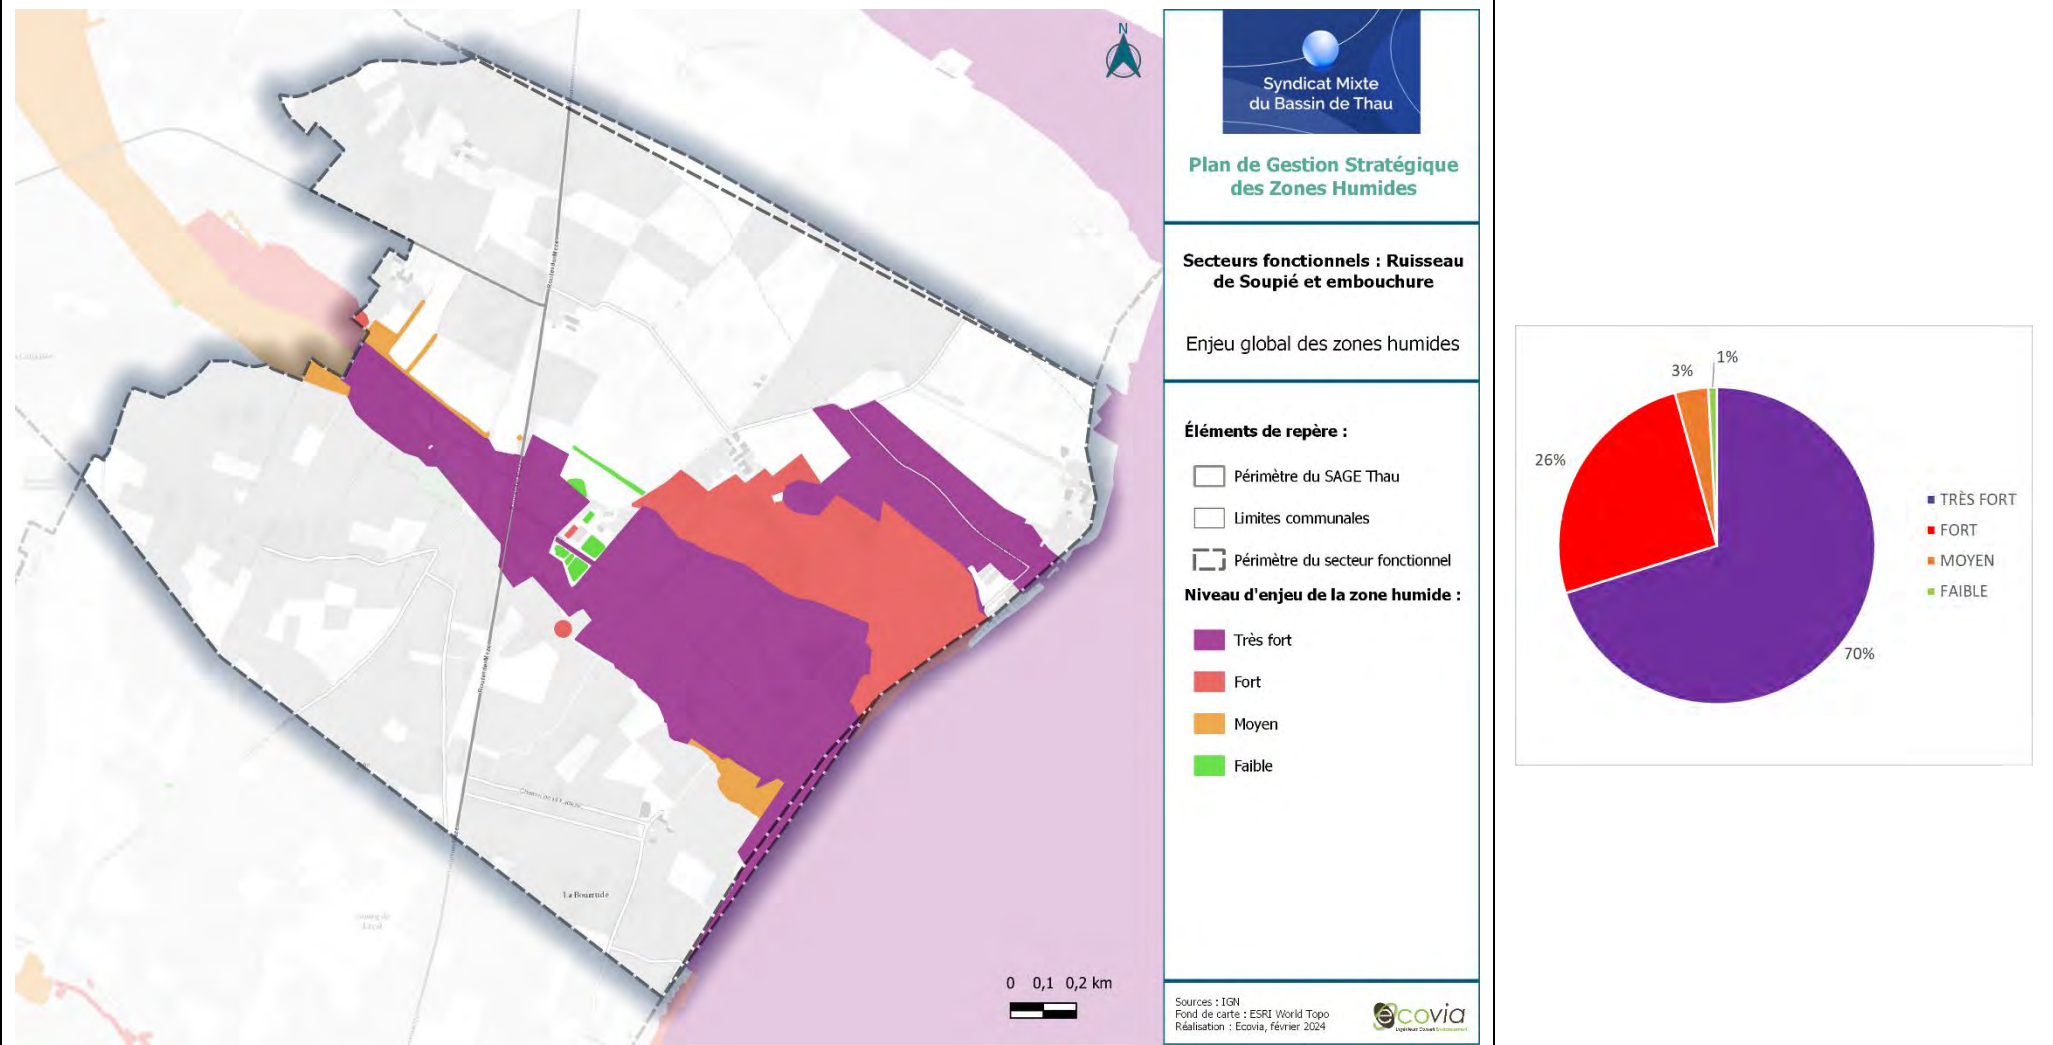 N
Syndicat Mixte
du Bassin de Thau
Plan de Gestion Stratégique
des Zones Humides
Secteurs fonctionnels : Ruisseau
de Soupié et embouchure
Enjeu global des zones humides
Éléments de repère :
Périmètre du SAGE Thau
Limites communales
Périmètre du secteur fonctionnel
Niveau d'enjeu de la zone humide :
Très fort
Fort
Moyen
Faible
La Bourrude
0 0,1 0,2 km
Sources : IGN
Fond de carte : ESRI World Topo
Réalisation : Ecovia, février 2024
ecovia
1%
3%
26%
70%
TRÈS FORT
FORT
MOYEN
FAIBLE